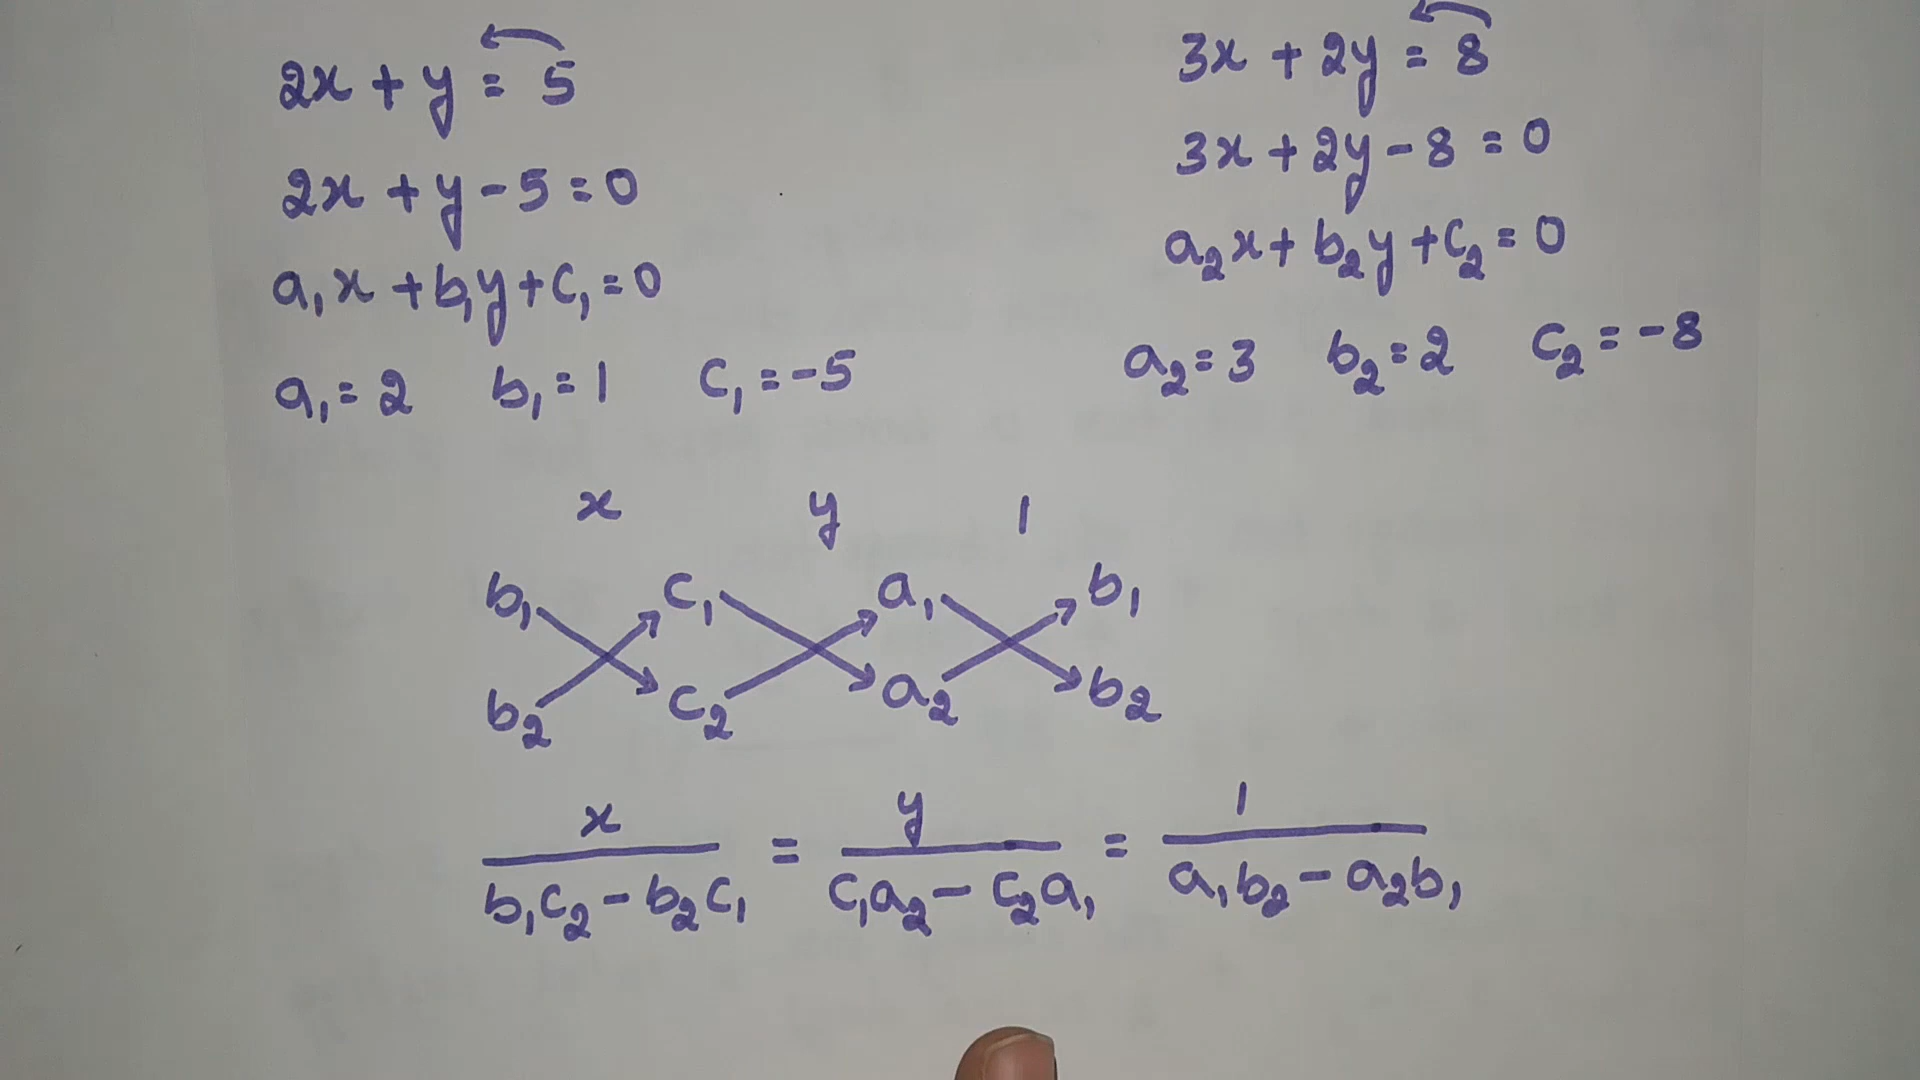 2x + y = 5
2x + y - 5 = 0
a₁x + b₁y + c₁ = 0
a₁ = 2 b₁ = 1 c₁ = -5
3x + 2y = 8
3x + 2y - 8 = 0
a₂x + b₂y + c₂ = 0
a₂ = 3 b₂ = 2 c₂ = -8
x y 1
b₁ c₁ a₁ b₁
b₂ c₂ a₂ b₂
x/(b₁c₂ - b₂c₁) = y/(c₁a₂ - c₂a₁) = 1/(a₁b₂ - a₂b₁)